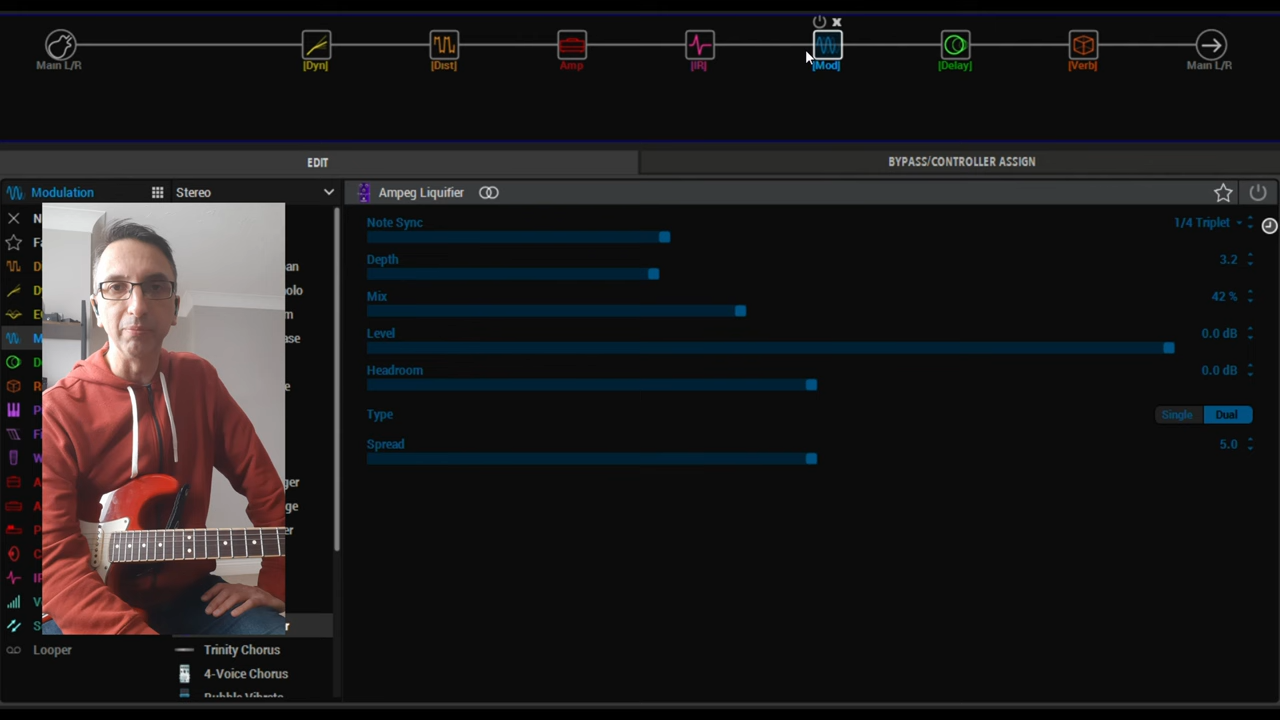 Main L/R [Dyn] [Dist] Amp [IR] [Mod] [Delay] [Verb] Main L/R
EDIT BYPASS/CONTROLLER ASSIGN
Modulation Stereo Ampeg Liquifier
Note Sync 1/4 Triplet
Depth 3.2
Mix 42 %
Level 0.0 dB
Headroom 0.0 dB
Type Single Dual
Spread 5.0
Looper Trinity Chorus
4-Voice Chorus
Bubble Vibrato